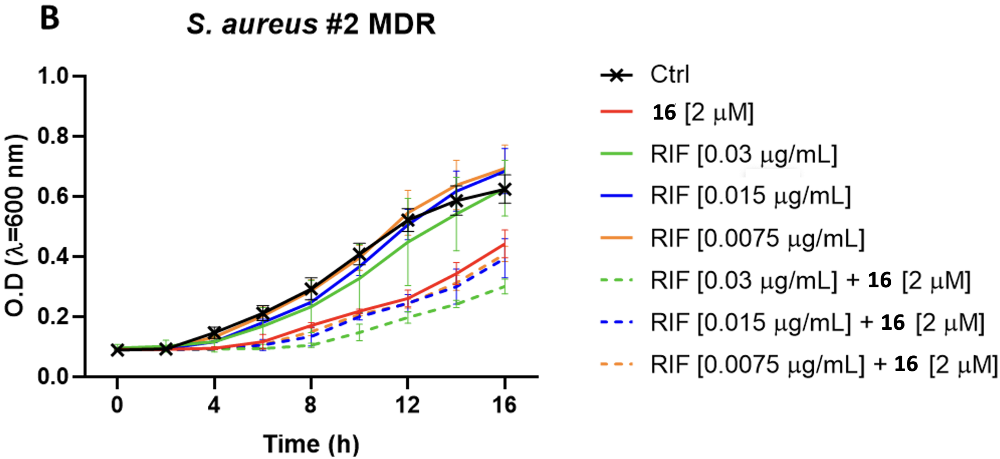 B
S. aureus #2 MDR
O.D (λ=600 nm)
1.0
0.8
0.6
0.4
0.2
0.0
0 4 8 12 16
Time (h)
Ctrl
16 [2 μM]
RIF [0.03 μg/mL]
RIF [0.015 μg/mL]
RIF [0.0075 μg/mL]
RIF [0.03 μg/mL] + 16 [2 μM]
RIF [0.015 μg/mL] + 16 [2 μM]
RIF [0.0075 μg/mL] + 16 [2 μM]